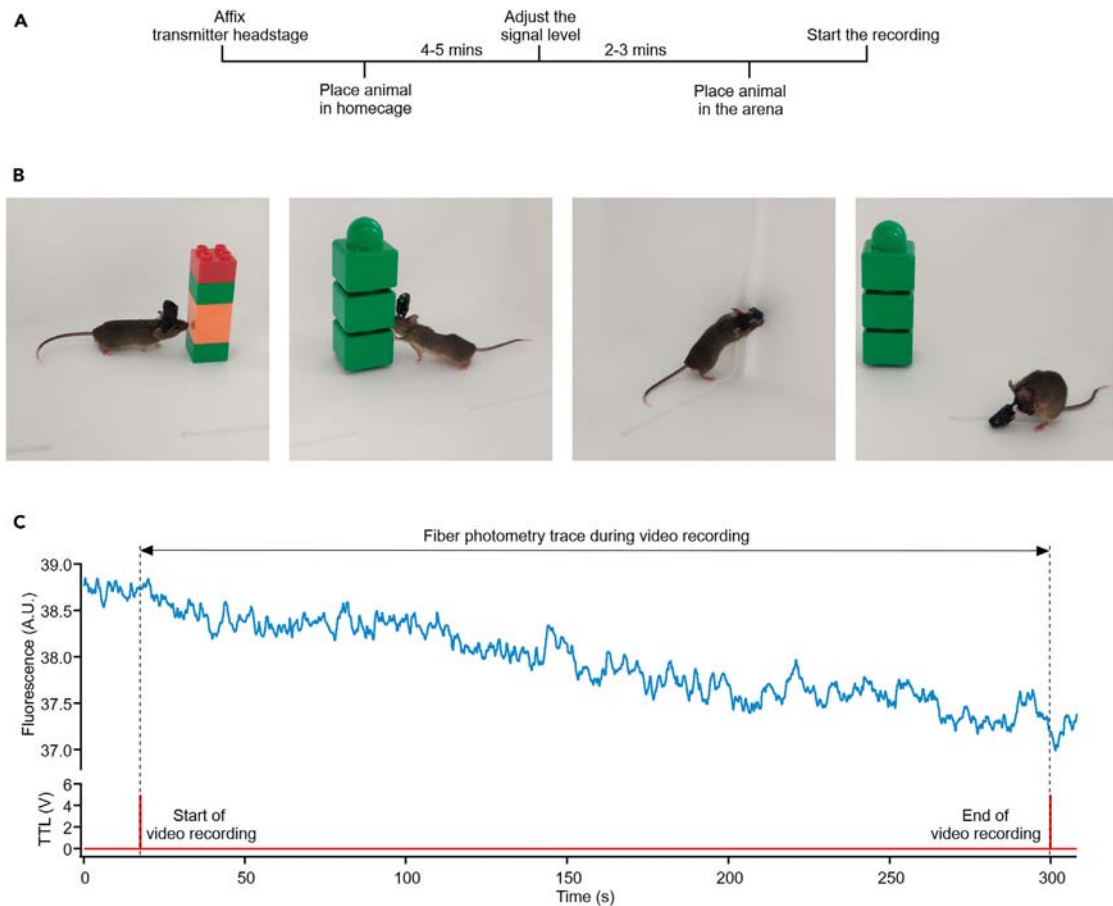 A
Affix
transmitter headstage
Adjust the
signal level
Start the recording
4-5 mins
2-3 mins
Place animal
in homecage
Place animal
in the arena
B
C
Fiber photometry trace during video recording
39.0
38.5
38.0
37.5
37.0
Fluorescence (A.U.)
6
4
2
0
TTL (V)
Start of
video recording
End of
video recording
0
50
100
150
200
250
300
Time (s)